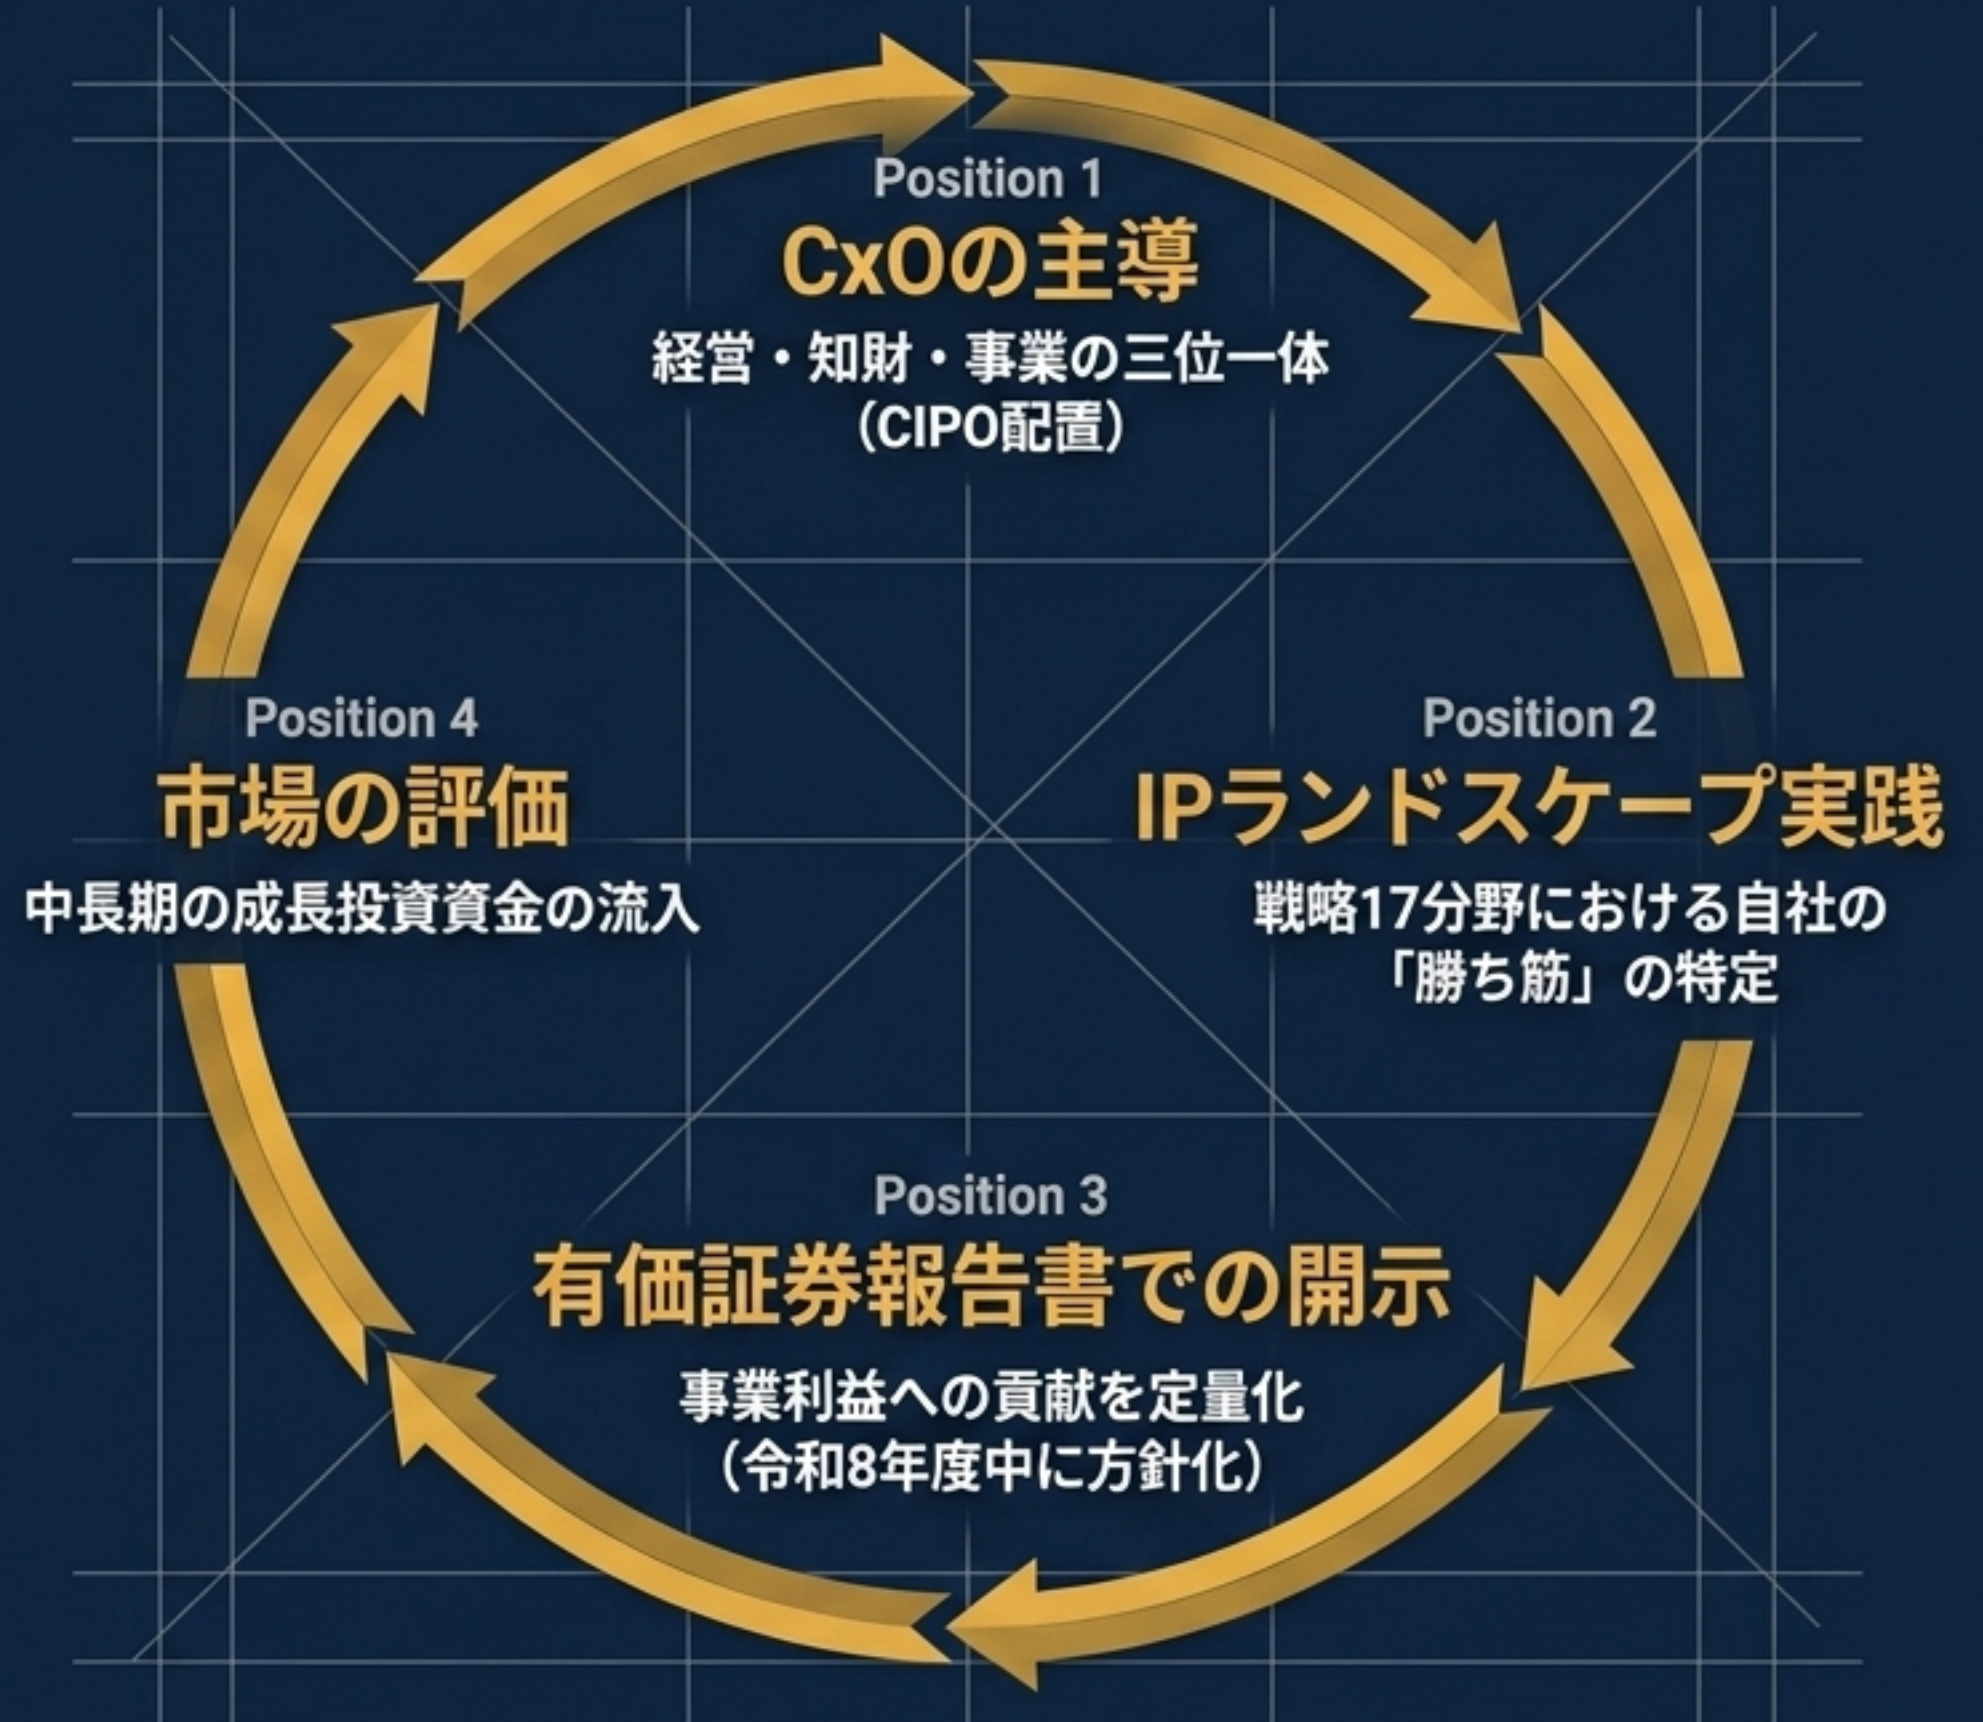 Position 1
CxOの主導
経営・知財・事業の三位一体
（CIPO配置）
Position 2
IPランドスケープ実践
戦略17分野における自社の
「勝ち筋」の特定
Position 3
有価証券報告書での開示
事業利益への貢献を定量化
（令和8年度中に方針化）
Position 4
市場の評価
中長期の成長投資資金の流入